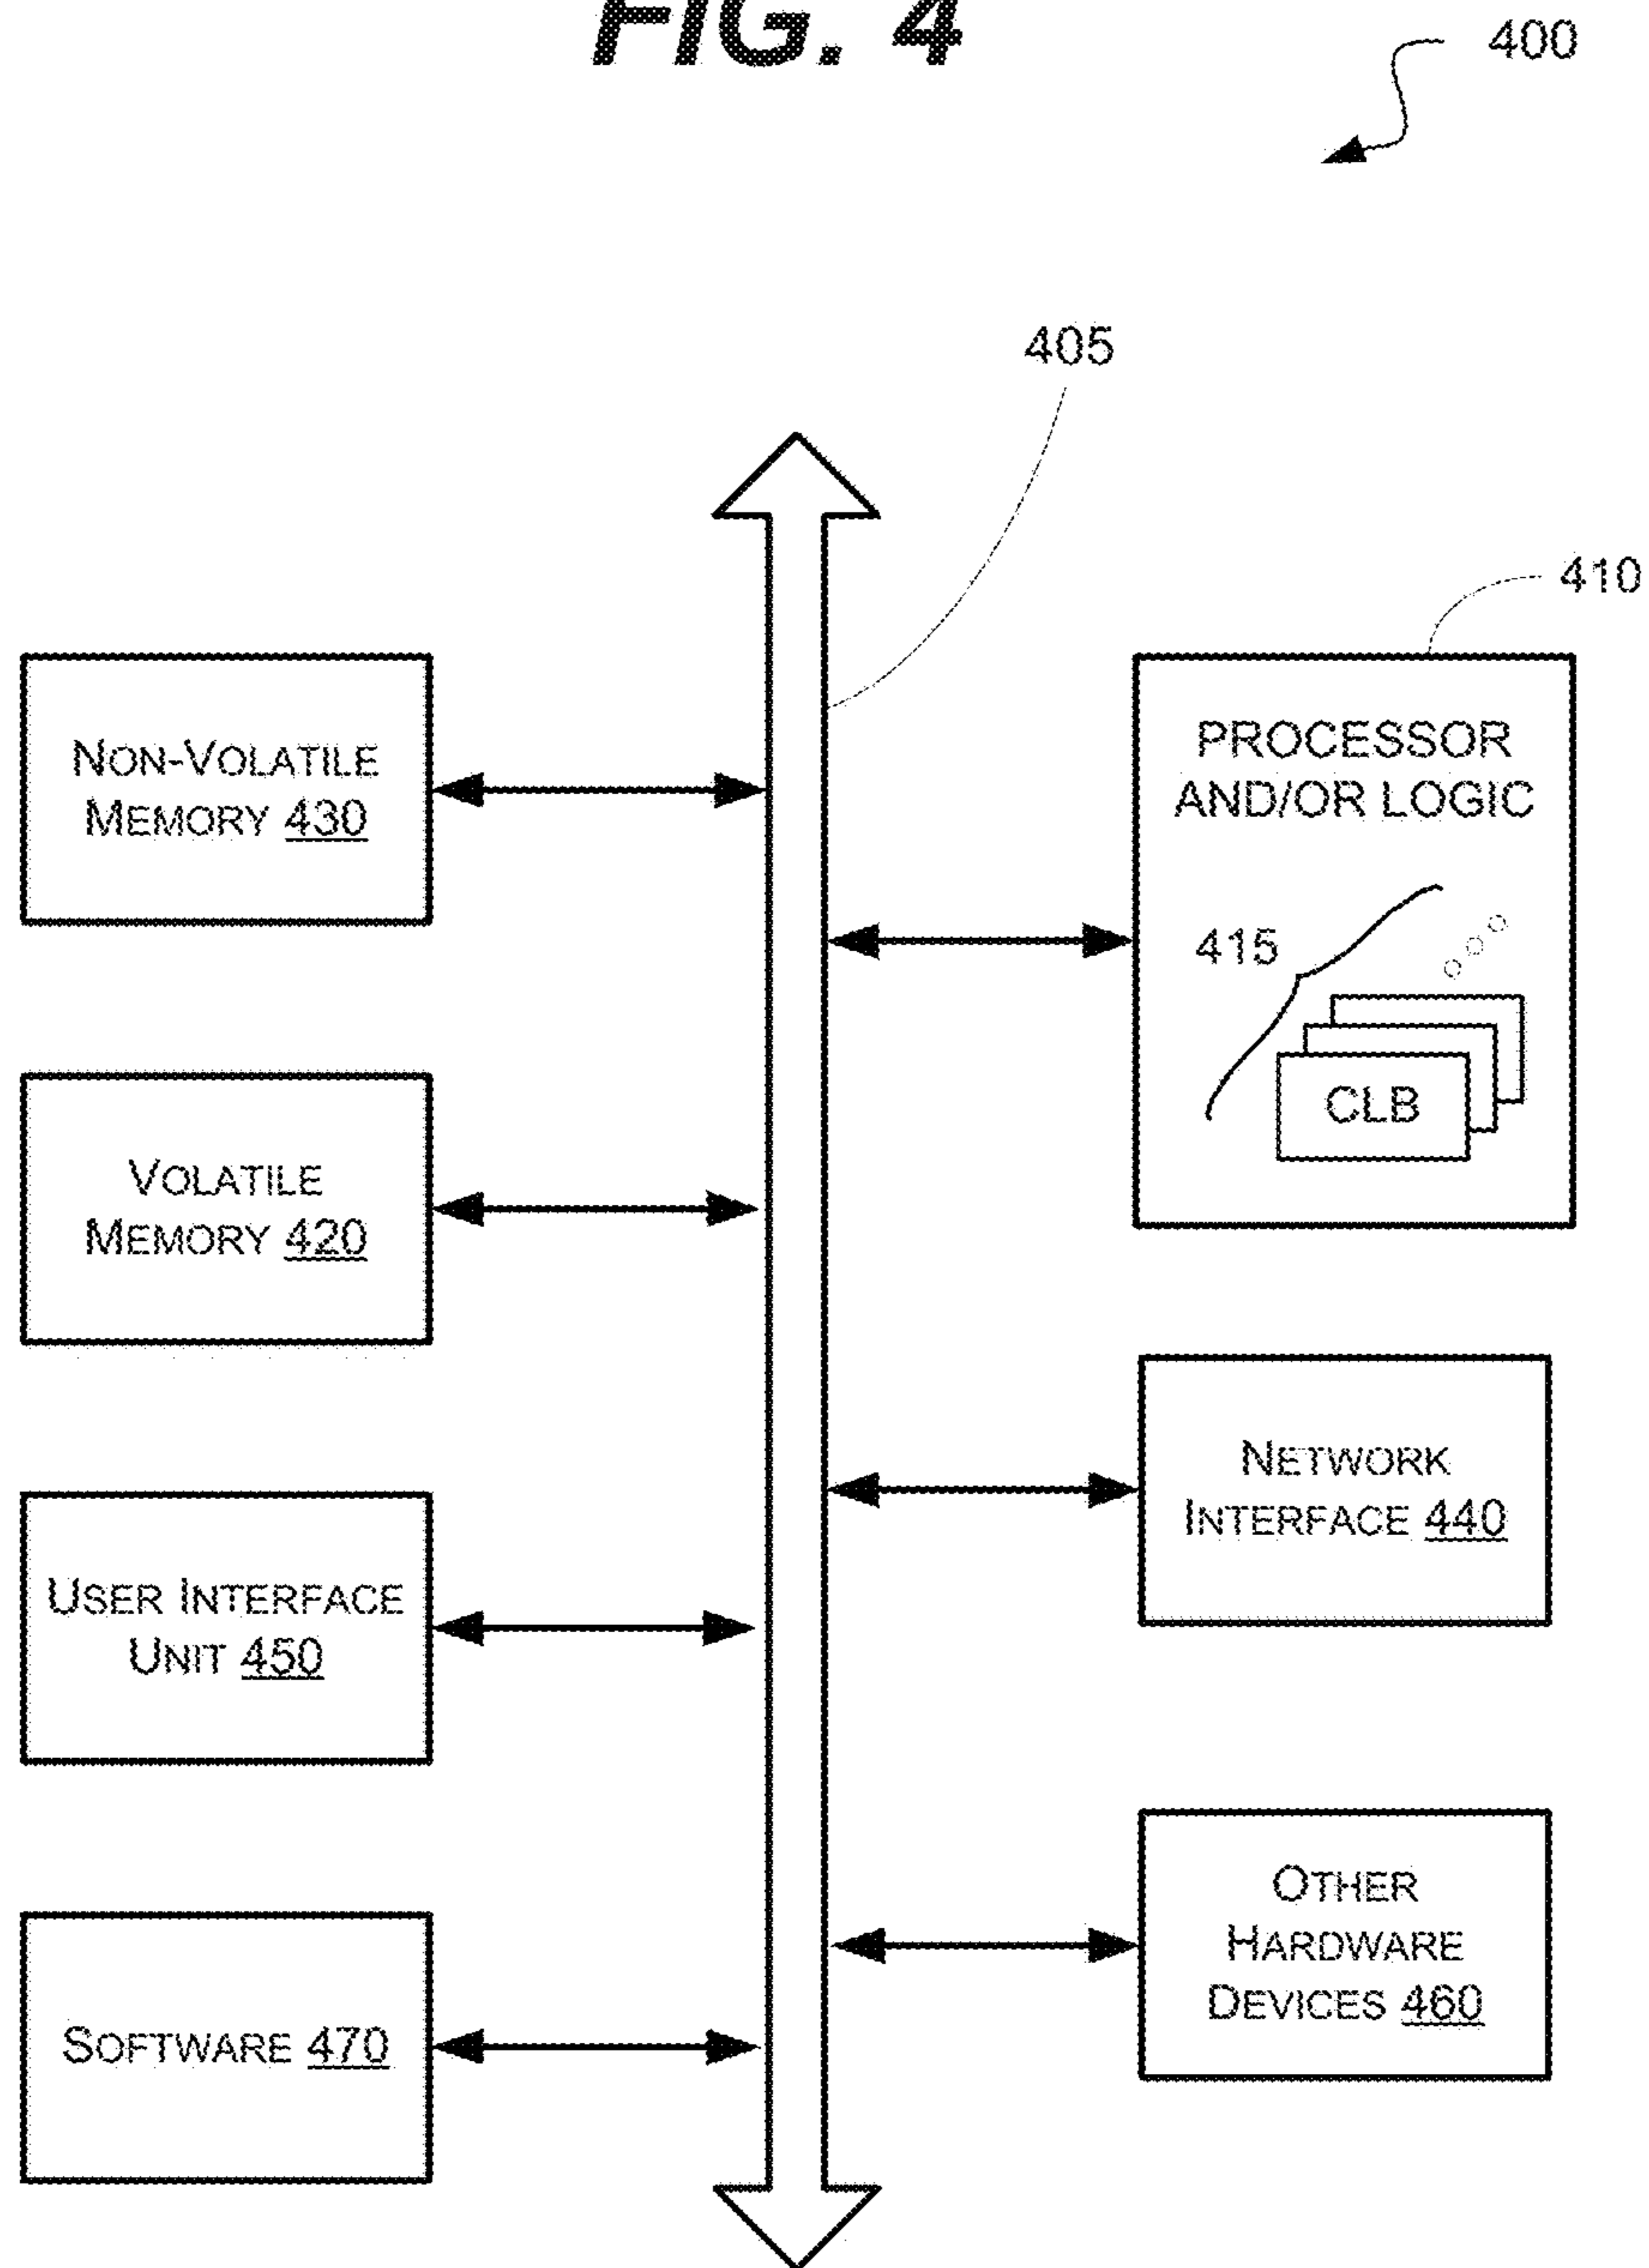 FIG. 4
400
405
410
NON-VOLATILE
MEMORY 430
PROCESSOR
AND/OR LOGIC
415
CLB
VOLATILE
MEMORY 420
NETWORK
INTERFACE 440
USER INTERFACE
UNIT 450
OTHER
HARDWARE
DEVICES 460
SOFTWARE 470